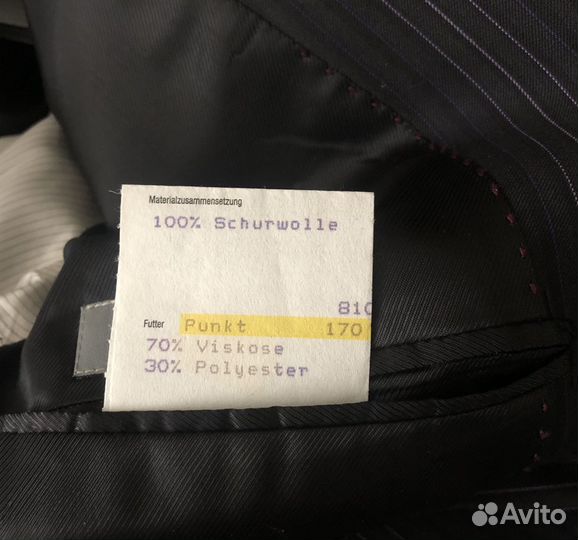 Materialzusammensetzung
100% Schurwolle
810
Futter Punkt 170
70% Viskose
30% Polyester
Avito